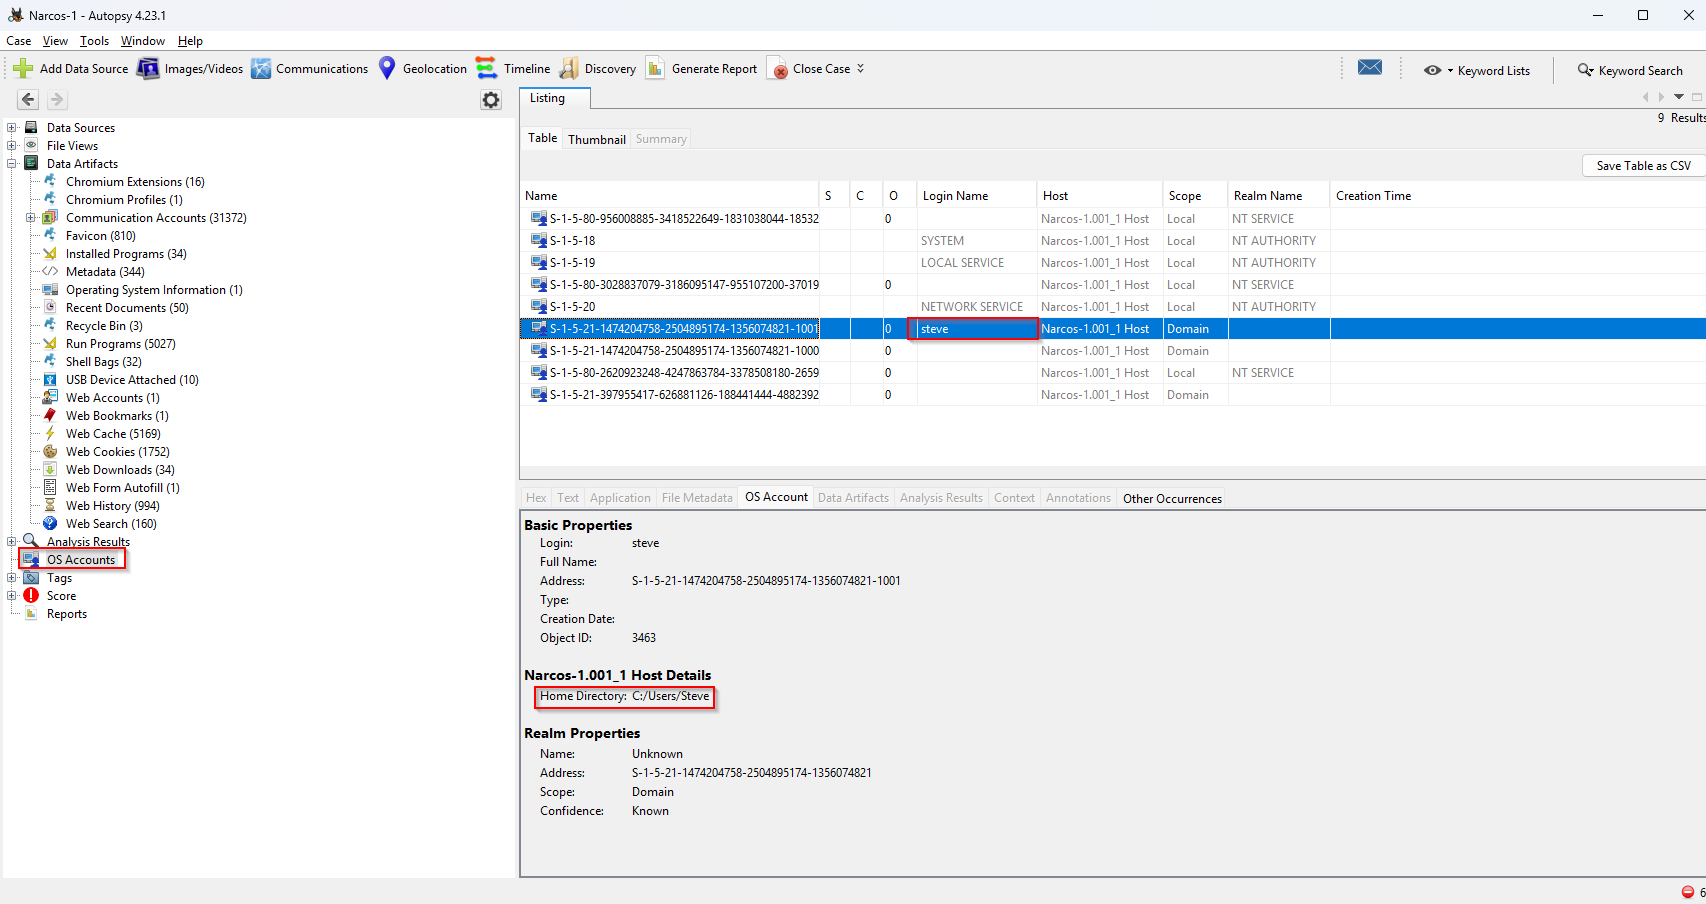 Narcos-1 - Autopsy 4.23.1
Case View Tools Window Help
Add Data Source Images/Videos Communications Geolocation Timeline Discovery Generate Report Close Case Keyword Lists Keyword Search
Listing
9 Results
Table Thumbnail Summary
Save Table as CSV
Data Sources
File Views
Data Artifacts
Chromium Extensions (16)
Chromium Profiles (1)
Communication Accounts (31372)
Favicon (810)
Installed Programs (34)
Metadata (344)
Operating System Information (1)
Recent Documents (50)
Recycle Bin (3)
Run Programs (5027)
Shell Bags (32)
USB Device Attached (10)
Web Accounts (1)
Web Bookmarks (1)
Web Cache (5169)
Web Cookies (1752)
Web Downloads (34)
Web Form Autofill (1)
Web History (994)
Web Search (160)
Analysis Results
OS Accounts
Tags
Score
Reports
Name S C O Login Name Host Scope Realm Name Creation Time
S-1-5-80-956008885-3418522649-1831038044-18532 0 Narcos-1.001_1 Host Local NT SERVICE
S-1-5-18 SYSTEM Narcos-1.001_1 Host Local NT AUTHORITY
S-1-5-19 LOCAL SERVICE Narcos-1.001_1 Host Local NT AUTHORITY
S-1-5-80-3028837079-3186095147-955107200-37019 0 Narcos-1.001_1 Host Local NT SERVICE
S-1-5-20 NETWORK SERVICE Narcos-1.001_1 Host Local NT AUTHORITY
S-1-5-21-1474204758-2504895174-1356074821-1001 0 steve Narcos-1.001_1 Host Domain
S-1-5-21-1474204758-2504895174-1356074821-1000 0 Narcos-1.001_1 Host Domain
S-1-5-80-2620923248-4247863784-3378508180-2659 0 Narcos-1.001_1 Host Local NT SERVICE
S-1-5-21-397955417-626881126-188441444-4882392 0 Narcos-1.001_1 Host Domain
Hex Text Application File Metadata OS Account Data Artifacts Analysis Results Context Annotations Other Occurrences
Basic Properties
Login: steve
Full Name:
Address: S-1-5-21-1474204758-2504895174-1356074821-1001
Type:
Creation Date:
Object ID: 3463
Narcos-1.001_1 Host Details
Home Directory: C:/Users/Steve
Realm Properties
Name: Unknown
Address: S-1-5-21-1474204758-2504895174-1356074821
Scope: Domain
Confidence: Known
6